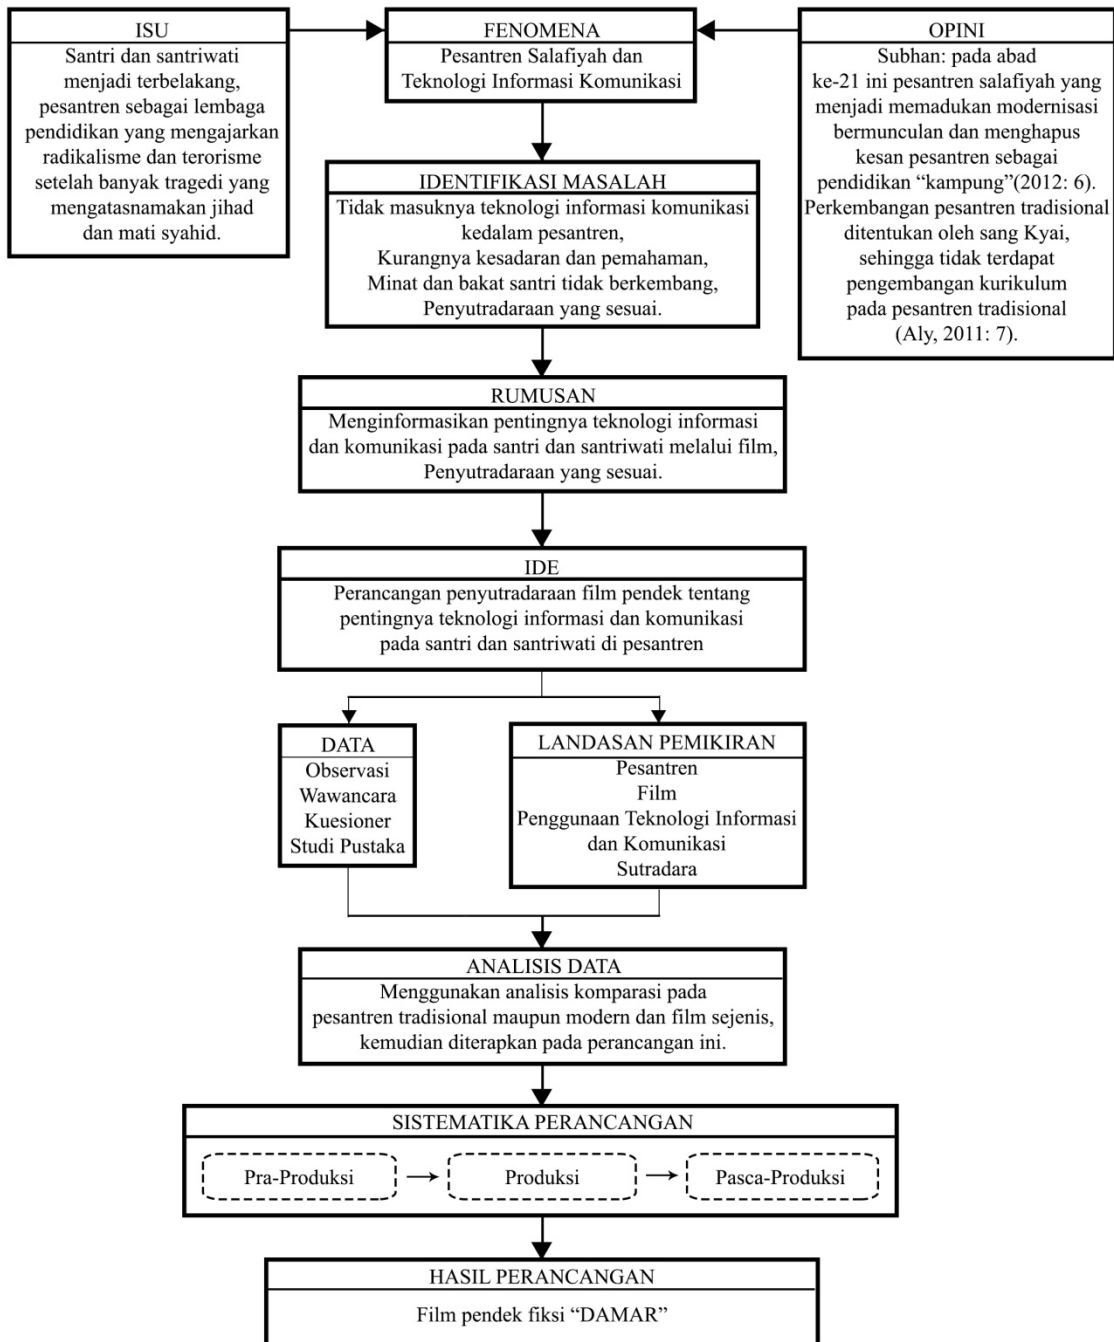 ISU
Santri dan santriwati
menjadi terbelakang,
pesantren sebagai lembaga
pendidikan yang mengajarkan
radikalisme dan terorisme
setelah banyak tragedi yang
mengatasnamakan jihad
dan mati syahid.
FENOMENA
Pesantren Salafiyah dan
Teknologi Informasi Komunikasi
OPINI
Subhan: pada abad
ke-21 ini pesantren salafiyah yang
menjadi memadukan modernisasi
bermunculan dan menghapus
kesan pesantren sebagai
pendidikan “kampung”(2012: 6).
Perkembangan pesantren tradisional
ditentukan oleh sang Kyai,
sehingga tidak terdapat
pengembangan kurikulum
pada pesantren tradisional
(Aly, 2011: 7).
IDENTIFIKASI MASALAH
Tidak masuknya teknologi informasi komunikasi
kedalam pesantren,
Kurangnya kesadaran dan pemahaman,
Minat dan bakat santri tidak berkembang,
Penyutradaraan yang sesuai.
RUMUSAN
Menginformasikan pentingnya teknologi informasi
dan komunikasi pada santri dan santriwati melalui film,
Penyutradaraan yang sesuai.
IDE
Perancangan penyutradaraan film pendek tentang
pentingnya teknologi informasi dan komunikasi
pada santri dan santriwati di pesantren
DATA
Observasi
Wawancara
Kuesioner
Studi Pustaka
LANDASAN PEMIKIRAN
Pesantren
Film
Penggunaan Teknologi Informasi
dan Komunikasi
Sutradara
ANALISIS DATA
Menggunakan analisis komparasi pada
pesantren tradisional maupun modern dan film sejenis,
kemudian diterapkan pada perancangan ini.
SISTEMATIKA PERANCANGAN
Pra-Produksi
Produksi
Pasca-Produksi
HASIL PERANCANGAN
Film pendek fiksi “DAMAR”